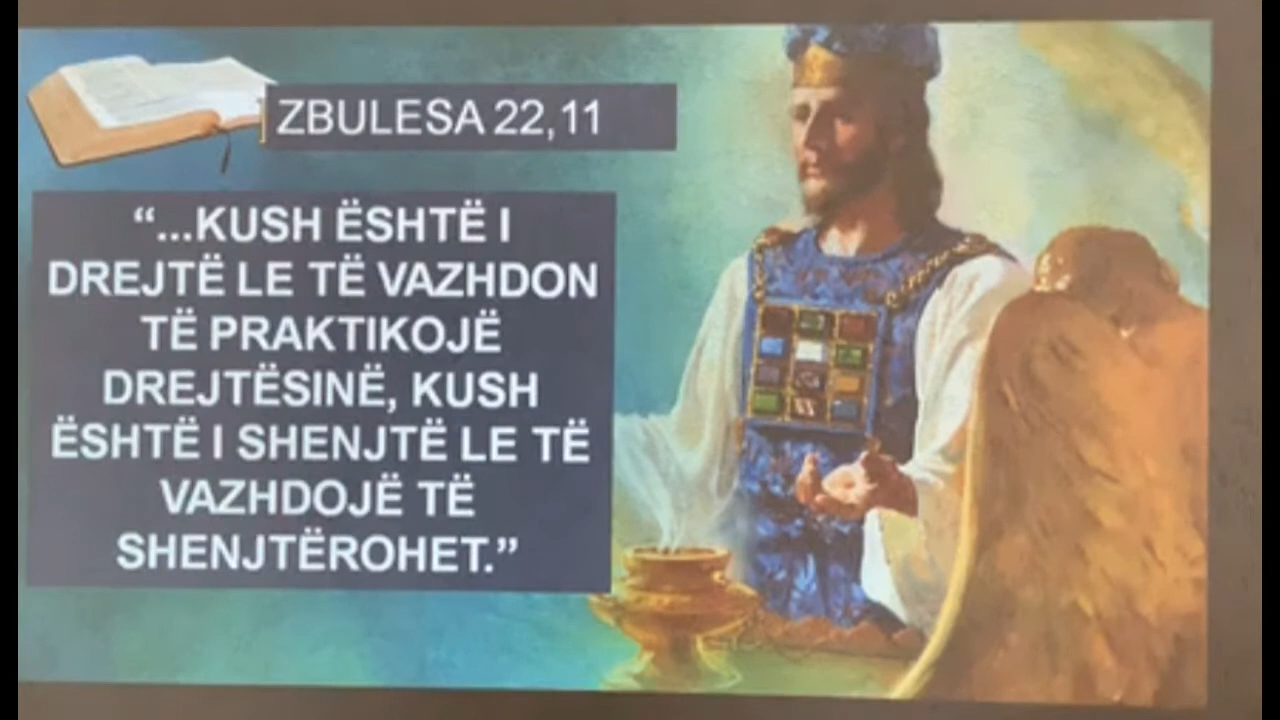 ZBULESA 22,11
“...KUSH ËSHTË I
DREJTË LE TË VAZHDON
TË PRAKTIKOJË
DREJTËSINË, KUSH
ËSHTË I SHENJTË LE TË
VAZHDOJË TË
SHENJTËROHET.”